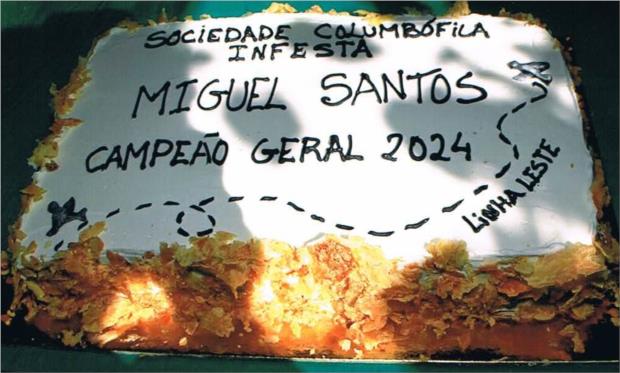 SOCIEDADE COLUMBÓFILA
INFESTA
MIGUEL SANTOS
CAMPEÃO GERAL 2024
LINHA LESTE